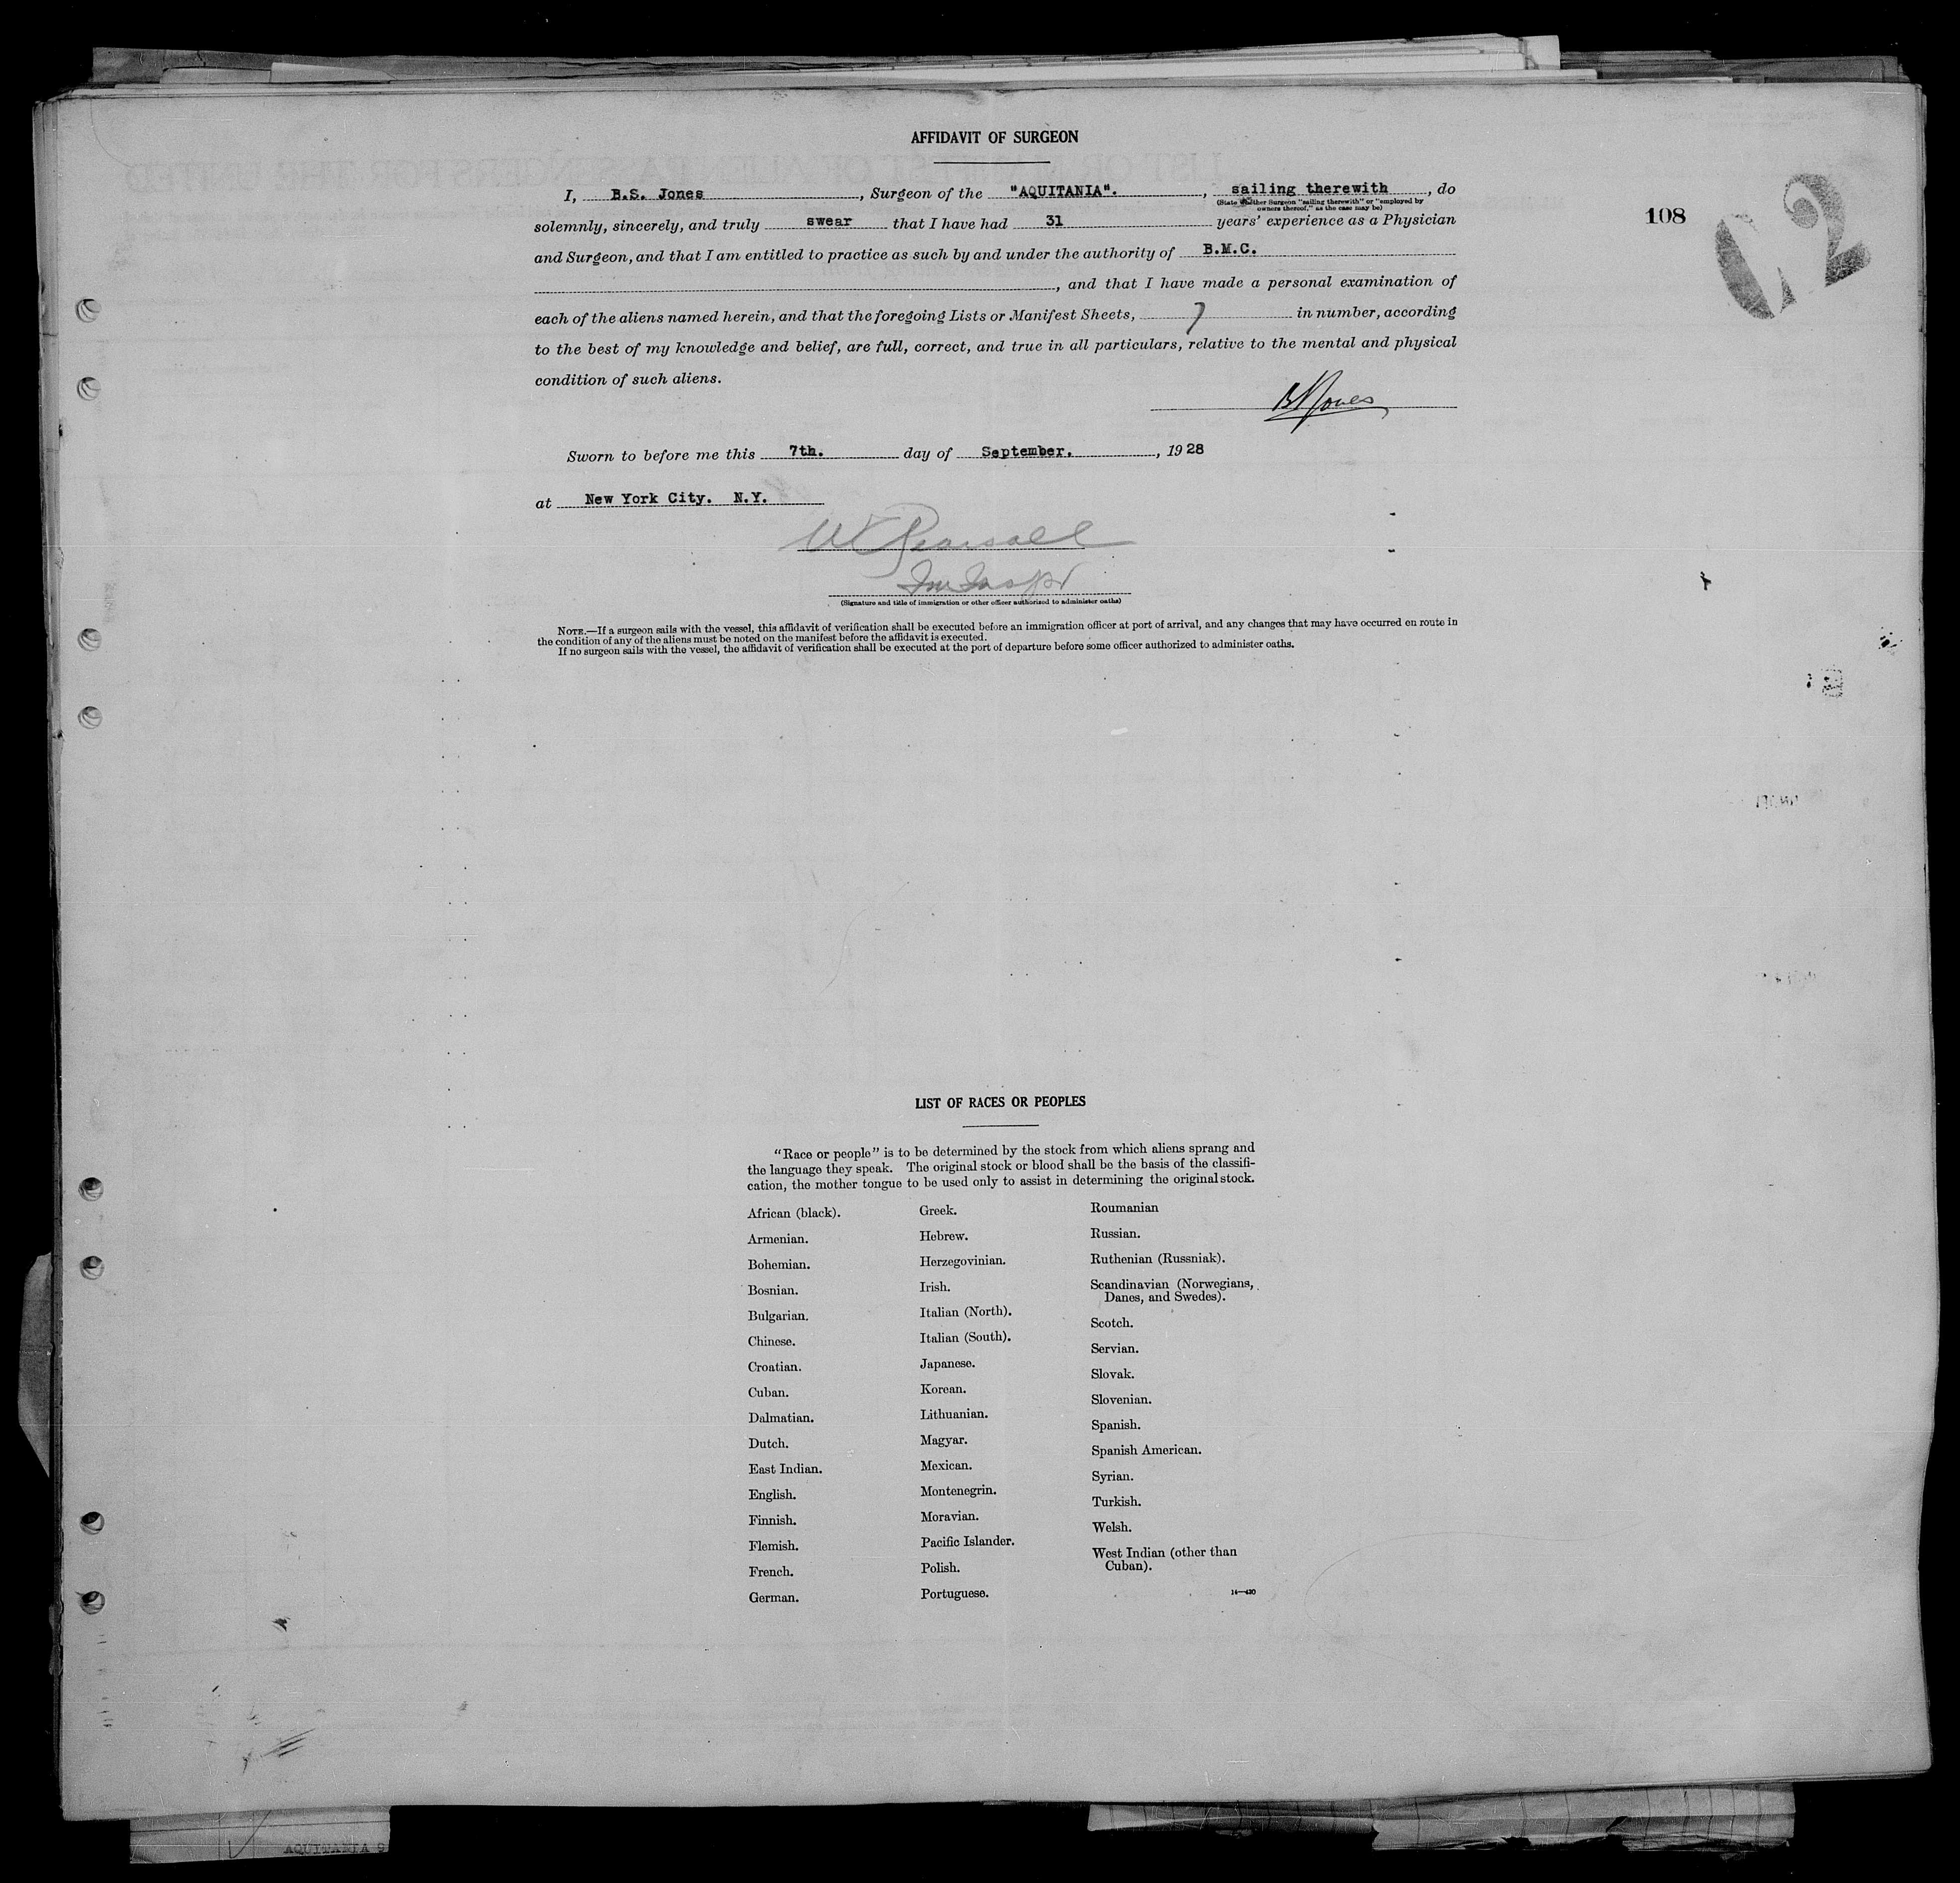 AFFIDAVIT OF SURGEON
I, B.S. Jones, Surgeon of the "AQUITANIA"., sailing therewith, do
(State whether Surgeon "sailing therewith" or "employed by
owners thereof," as the case may be)
solemnly, sincerely, and truly swear that I have had 31 years' experience as a Physician
108
and Surgeon, and that I am entitled to practice as such by and under the authority of B.M.C.
, and that I have made a personal examination of
each of the aliens named herein, and that the foregoing Lists or Manifest Sheets, 7 in number, according
to the best of my knowledge and belief, are full, correct, and true in all particulars, relative to the mental and physical
condition of such aliens.
BS Jones
Sworn to before me this 7th. day of September., 1928
at New York City. N.Y.
Pearsall
Im Inspr
(Signature and title of immigration or other officer authorized to administer oaths)
NOTE.—If a surgeon sails with the vessel, this affidavit of verification shall be executed before an immigration officer at port of arrival, and any changes that may have occurred en route in
the condition of any of the aliens must be noted on the manifest before the affidavit is executed.
If no surgeon sails with the vessel, the affidavit of verification shall be executed at the port of departure before some officer authorized to administer oaths.
LIST OF RACES OR PEOPLES
"Race or people" is to be determined by the stock from which aliens sprang and
the language they speak. The original stock or blood shall be the basis of the classifi-
cation, the mother tongue to be used only to assist in determining the original stock.
African (black).
Armenian.
Bohemian.
Bosnian.
Bulgarian.
Chinese.
Croatian.
Cuban.
Dalmatian.
Dutch.
East Indian.
English.
Finnish.
Flemish.
French.
German.
Greek.
Hebrew.
Herzegovinian.
Irish.
Italian (North).
Italian (South).
Japanese.
Korean.
Lithuanian.
Magyar.
Mexican.
Montenegrin.
Moravian.
Pacific Islander.
Polish.
Portuguese.
Roumanian
Russian.
Ruthenian (Russniak).
Scandinavian (Norwegians,
Danes, and Swedes).
Scotch.
Servian.
Slovak.
Slovenian.
Spanish.
Spanish American.
Syrian.
Turkish.
Welsh.
West Indian (other than
Cuban).
14—430
AQUITANIA 9